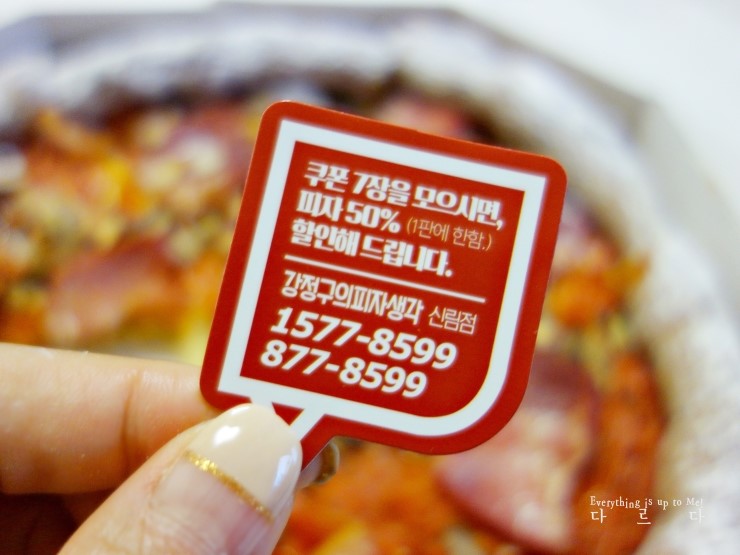 쿠폰 7장을 모으시면,
피자 50% (1판에 한함.)
할인해 드립니다.
강정구의피자생각 신림점
1577-8599
877-8599
Everything is up to Me!
다 르 다